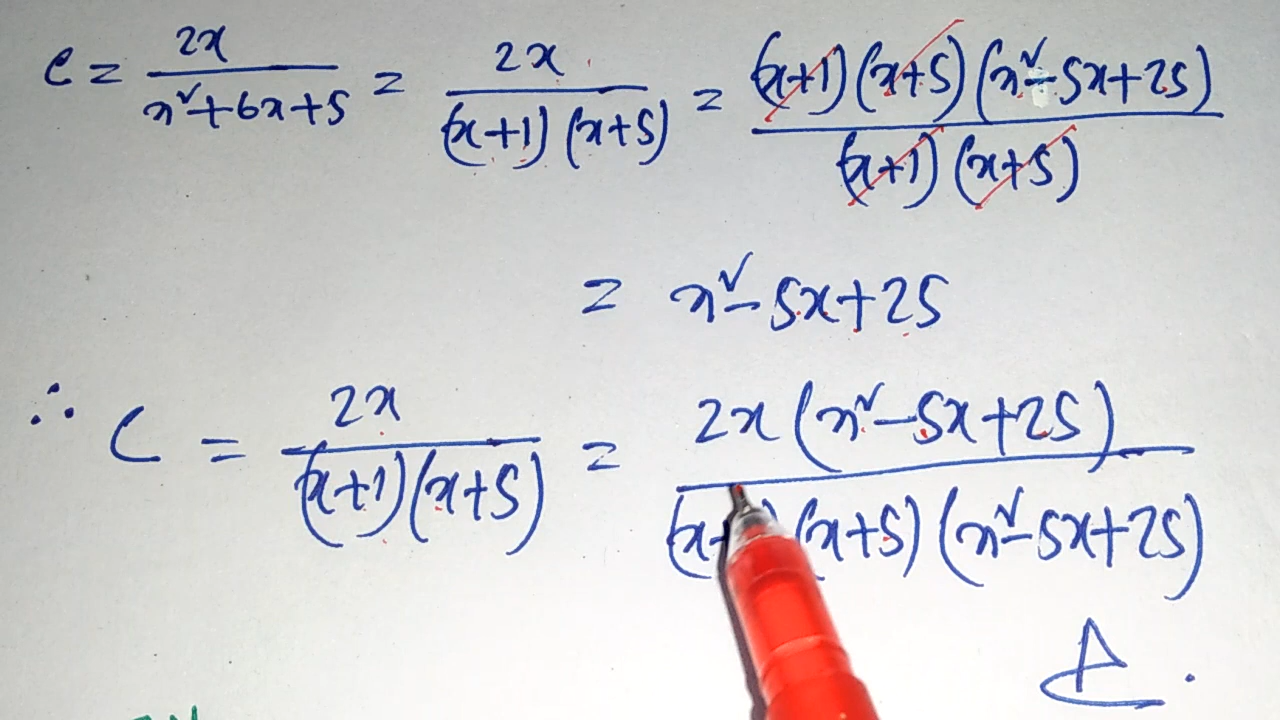 C = 2x/(x²+6x+5) = 2x/((x+1)(x+5)) = (x+1)(x+5)(x²-5x+25)/((x+1)(x+5))
= x²-5x+25
∴ C = 2x/((x+1)(x+5)) = 2x(x²-5x+25)/((x+1)(x+5)(x²-5x+25))